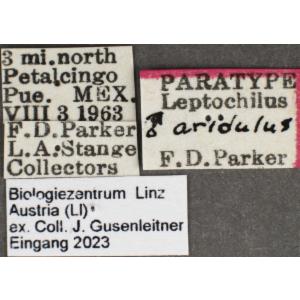 3 mi.north
Petalcingo
Pue. MEX.
VIII 3 1963
F.D.Parker
L.A.Stange
Collectors
PARATYPE
Leptochilus
♂ aridulus
F.D.Parker
Biologiezentrum Linz
Austria (LI)
ex. Coll. J. Gusenleitner
Eingang 2023